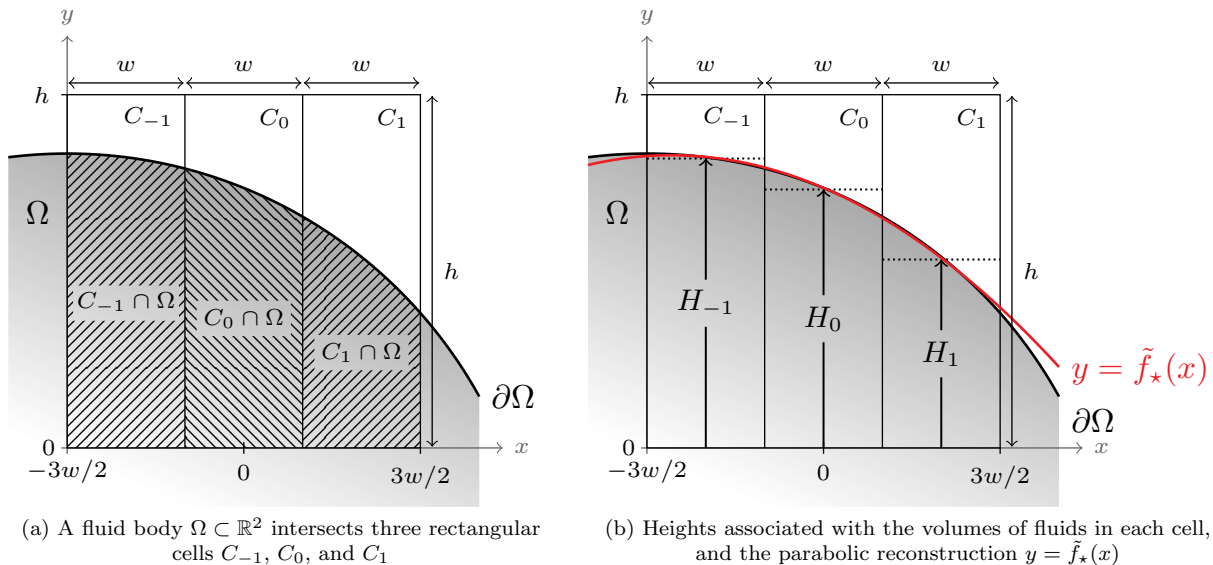 y
w w w
h
C₋₁ C₀ C₁
Ω
h
C₋₁ ∩ Ω
C₀ ∩ Ω
C₁ ∩ Ω
∂Ω
0
x
−3w/2 0 3w/2
(a) A fluid body Ω ⊂ ℝ² intersects three rectangular
cells C₋₁, C₀, and C₁
y
w w w
h
C₋₁ C₀ C₁
Ω
h
H₋₁
H₀
H₁
y = f̃⋆(x)
∂Ω
0
x
−3w/2 0 3w/2
(b) Heights associated with the volumes of fluids in each cell,
and the parabolic reconstruction y = f̃⋆(x)